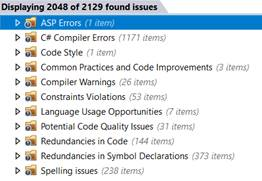 Displaying 2048 of 2129 found issues
ASP Errors (1 item)
C# Compiler Errors (1171 items)
Code Style (1 item)
Common Practices and Code Improvements (3 items)
Compiler Warnings (26 items)
Constraints Violations (53 items)
Language Usage Opportunities (7 items)
Potential Code Quality Issues (31 items)
Redundancies in Code (144 items)
Redundancies in Symbol Declarations (373 items)
Spelling issues (238 items)